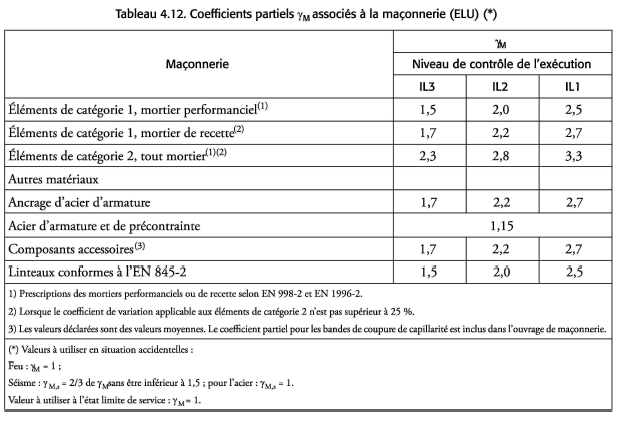 Tableau 4.12. Coefficients partiels γM associés à la maçonnerie (ELU) (*)
Maçonnerie
γM
Niveau de contrôle de l'exécution
IL3 IL2 IL1
Éléments de catégorie 1, mortier performanciel(1) 1,5 2,0 2,5
Éléments de catégorie 1, mortier de recette(2) 1,7 2,2 2,7
Éléments de catégorie 2, tout mortier(1)(2) 2,3 2,8 3,3
Autres matériaux
Ancrage d'acier d'armature 1,7 2,2 2,7
Acier d'armature et de précontrainte 1,15
Composants accessoires(3) 1,7 2,2 2,7
Linteaux conformes à l'EN 845-2 1,5 2,0 2,5
1) Prescriptions des mortiers performanciels ou de recette selon EN 998-2 et EN 1996-2.
2) Lorsque le coefficient de variation applicable aux éléments de catégorie 2 n'est pas supérieur à 25 %.
3) Les valeurs déclarées sont des valeurs moyennes. Le coefficient partiel pour les bandes de coupure de capillarité est inclus dans l'ouvrage de maçonnerie.
(*) Valeurs à utiliser en situation accidentelles :
Feu : γM = 1 ;
Séisme : γM,s = 2/3 de γM sans être inférieur à 1,5 ; pour l'acier : γM,s = 1.
Valeur à utiliser à l'état limite de service : γM = 1.